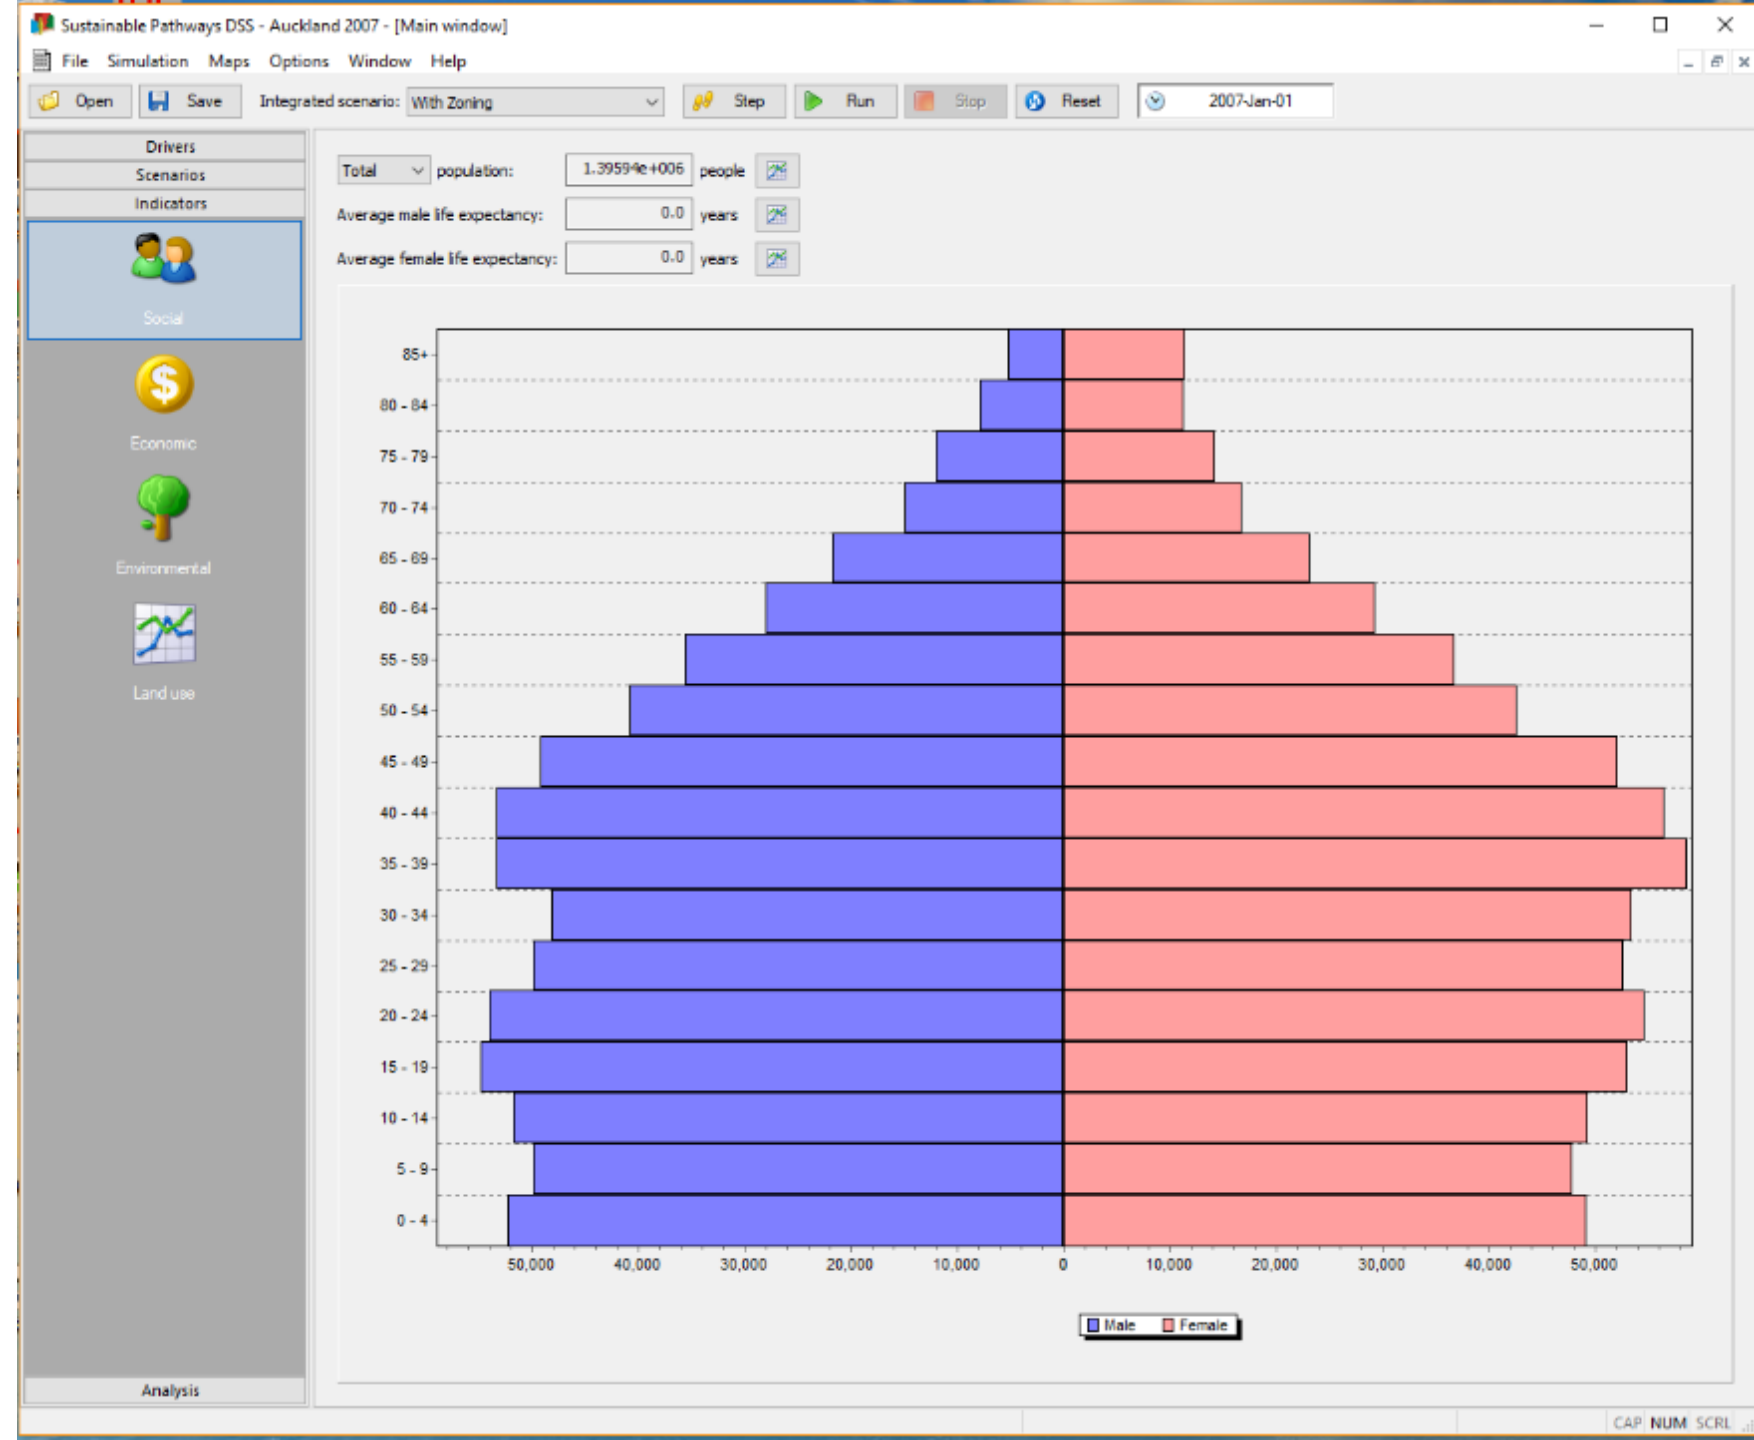 Sustainable Pathways DSS - Auckland 2007 - [Main window]
File Simulation Maps Options Window Help
Open Save Integrated scenario: With Zoning Step Run Stop Reset 2007-Jan-01
Drivers
Scenarios
Indicators
Social
Economic
Environmental
Land use
Analysis
Total population: 1.39594e+006 people
Average male life expectancy: 0.0 years
Average female life expectancy: 0.0 years
85+
80 - 84
75 - 79
70 - 74
65 - 69
60 - 64
55 - 59
50 - 54
45 - 49
40 - 44
35 - 39
30 - 34
25 - 29
20 - 24
15 - 19
10 - 14
5 - 9
0 - 4
50,000 40,000 30,000 20,000 10,000 0 10,000 20,000 30,000 40,000 50,000
Male Female
CAP NUM SCRL